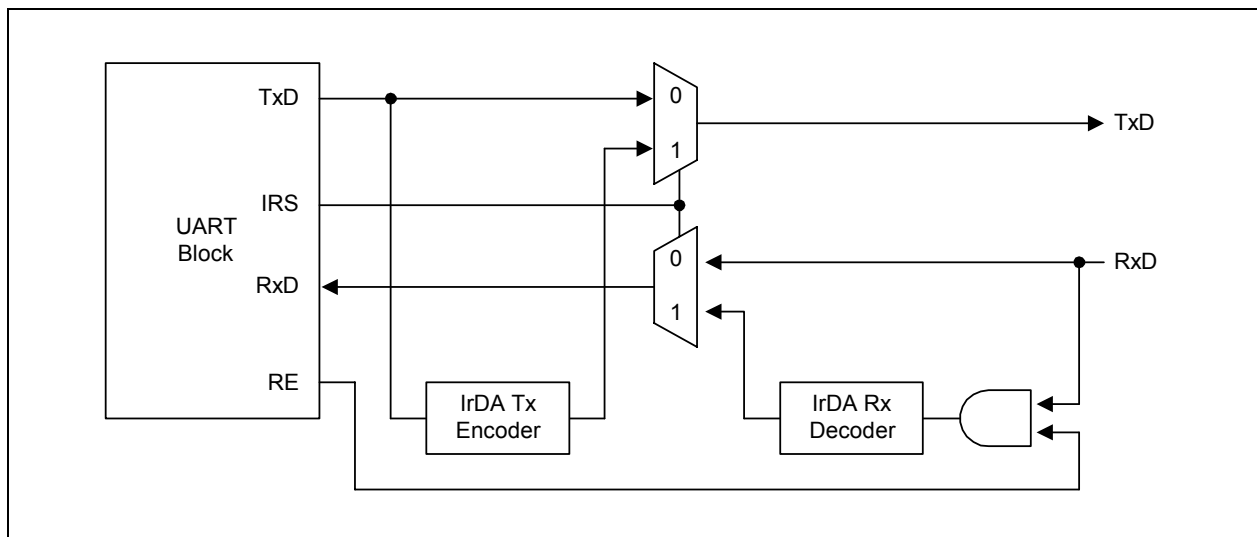 TxD
0
TxD
1
IRS
UART
Block
0
RxD
RxD
1
RE
IrDA Tx
Encoder
IrDA Rx
Decoder